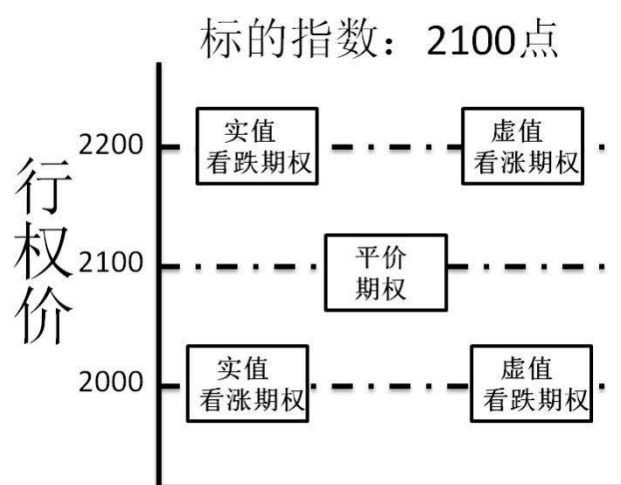 标的指数：2100点
行权价
2200
实值
看跌期权
虚值
看涨期权
2100
平价
期权
2000
实值
看涨期权
虚值
看跌期权